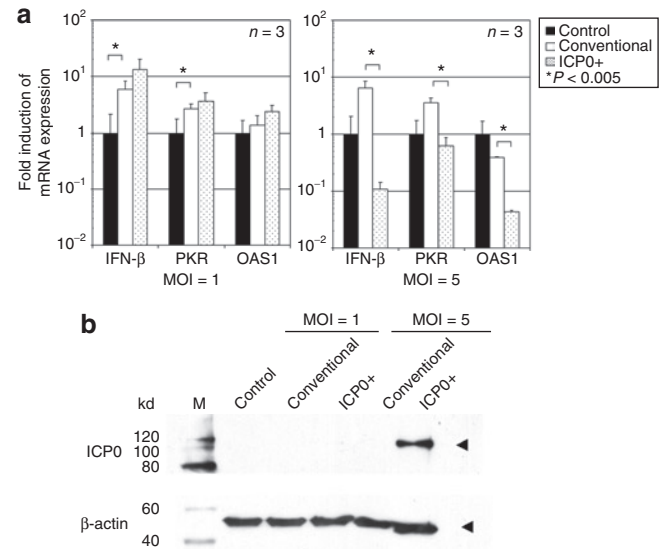 a
Fold induction of
mRNA expression
10²
10¹
1
10⁻¹
10⁻²
n = 3
*
*
IFN-β PKR OAS1
MOI = 1
10²
10¹
1
10⁻¹
10⁻²
n = 3
*
*
*
IFN-β PKR OAS1
MOI = 5
Control
Conventional
ICP0+
*P < 0.005
b
MOI = 1 MOI = 5
kd M Control Conventional ICP0+ Conventional ICP0+
ICP0
120
100
80
β-actin
60
40